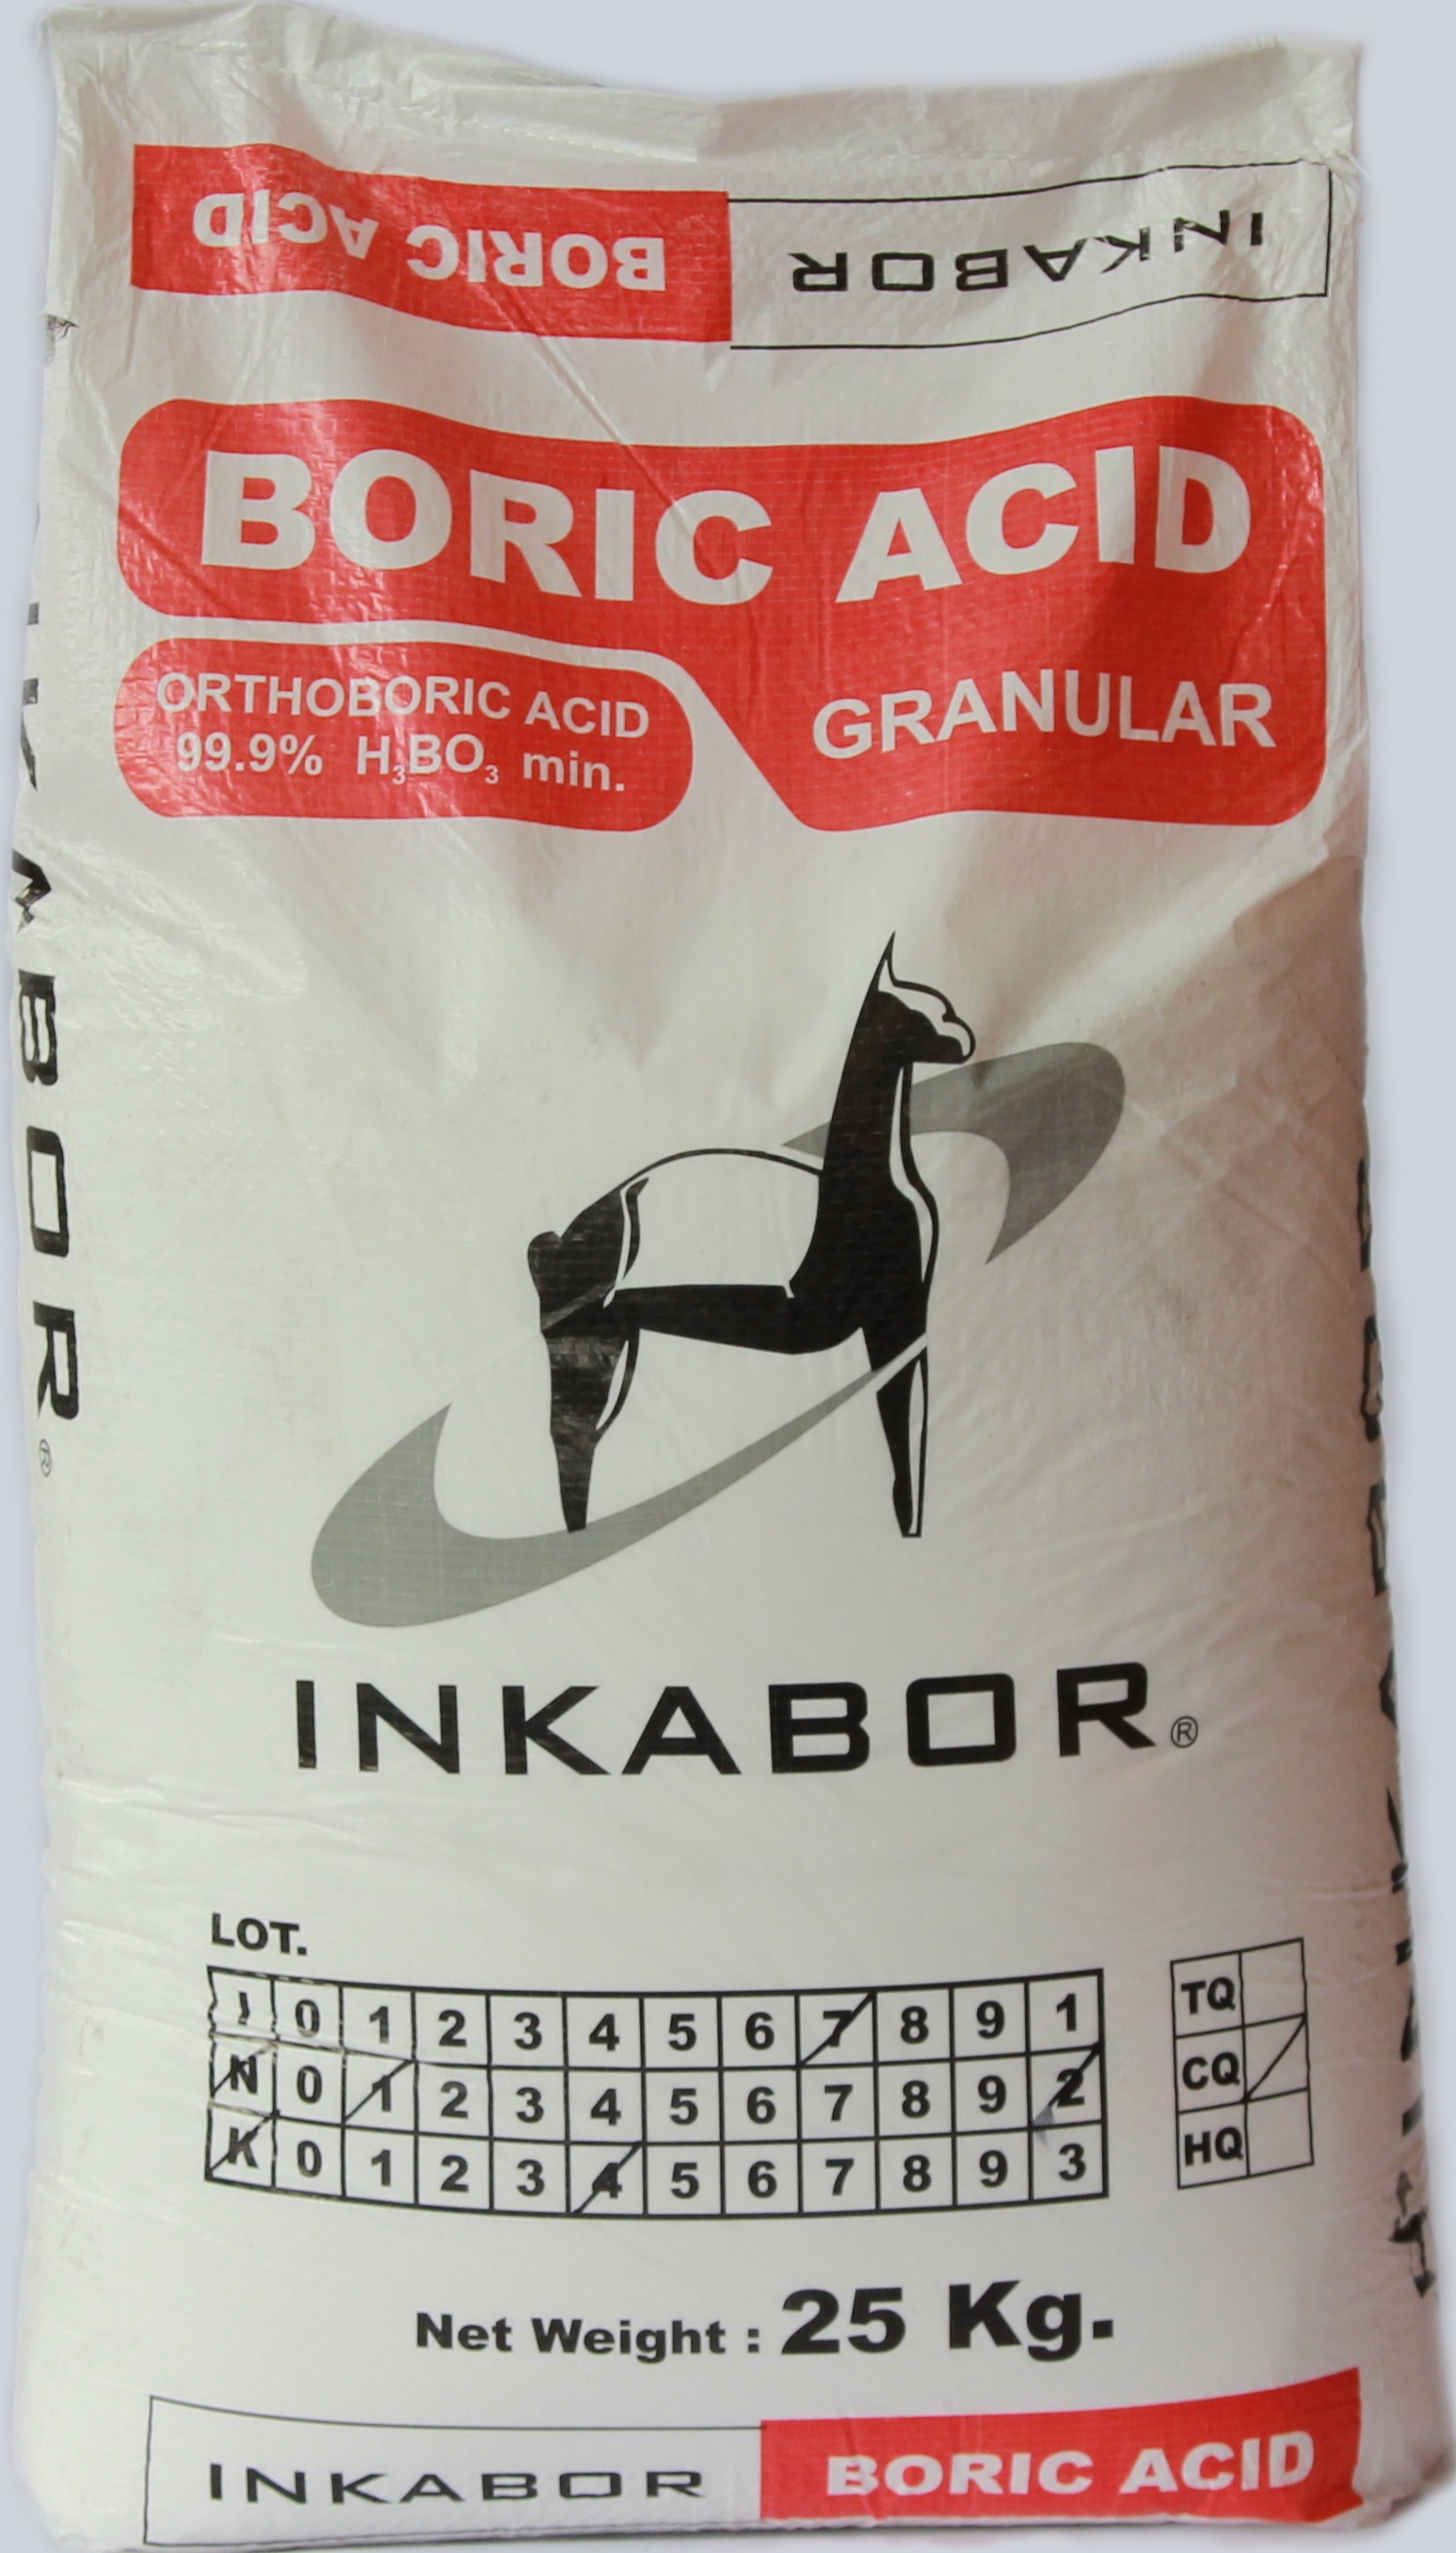 BORIC ACID INKABOR
BORIC ACID
ORTHOBORIC ACID
99.9% H₃BO₃ min.
GRANULAR
INKABOR®
INKABOR®
LOT.
I 0 1 2 3 4 5 6 7 8 9 1
N 0 1 2 3 4 5 6 7 8 9 2
K 0 1 2 3 4 5 6 7 8 9 3
TQ
CQ
HQ
Net Weight : 25 Kg.
INKABOR BORIC ACID